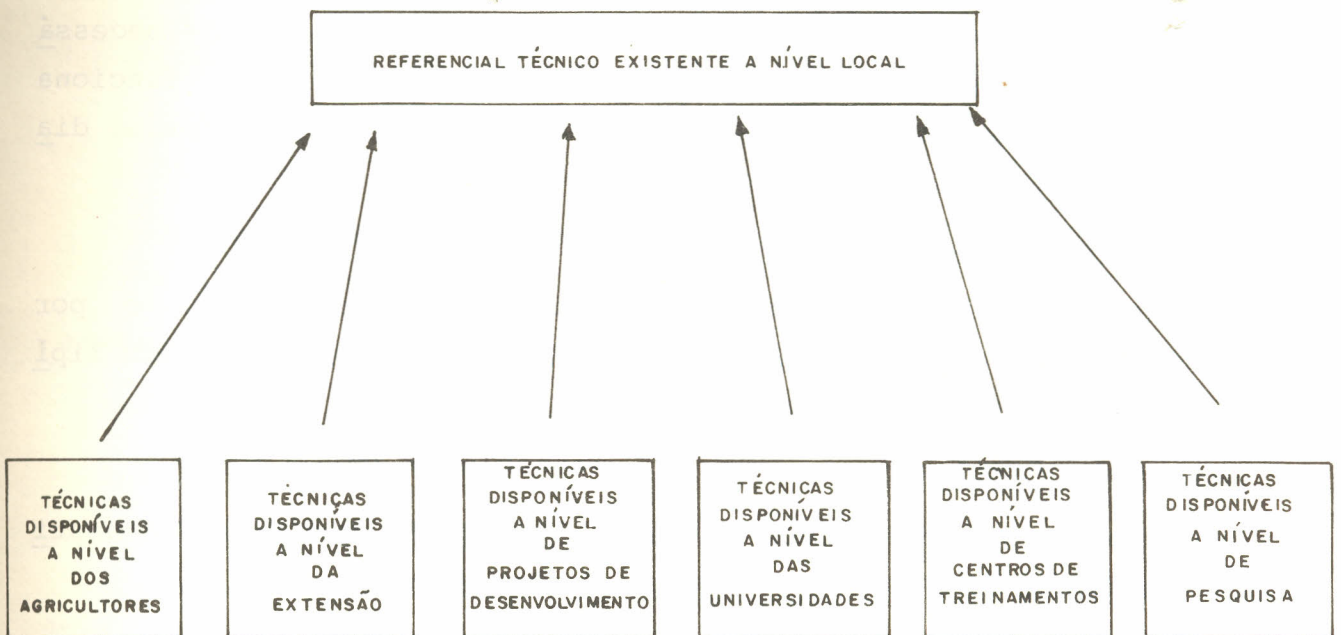 REFERENCIAL TÉCNICO EXISTENTE A NÍVEL LOCAL
TÉCNICAS
DISPONÍVEIS
A NÍVEL
DOS
AGRICULTORES
TÉCNIÇAS
DISPONÍVEIS
A NÍVEL
DA
EXTENSÃO
TÉCNICAS
DISPONÍVEIS
A NÍVEL
DE
PROJETOS DE
DESENVOLVIMENTO
TÉCNICAS
DISPONÍVEIS
A NÍVEL
DAS
UNIVERSIDADES
TÉCNICAS
DISPONÍVEIS
A NÍVEL
DE
CENTROS DE
TREINAMENTOS
TÉCNICAS
DISPONÍVEIS
A NÍVEL
DE
PESQUISA